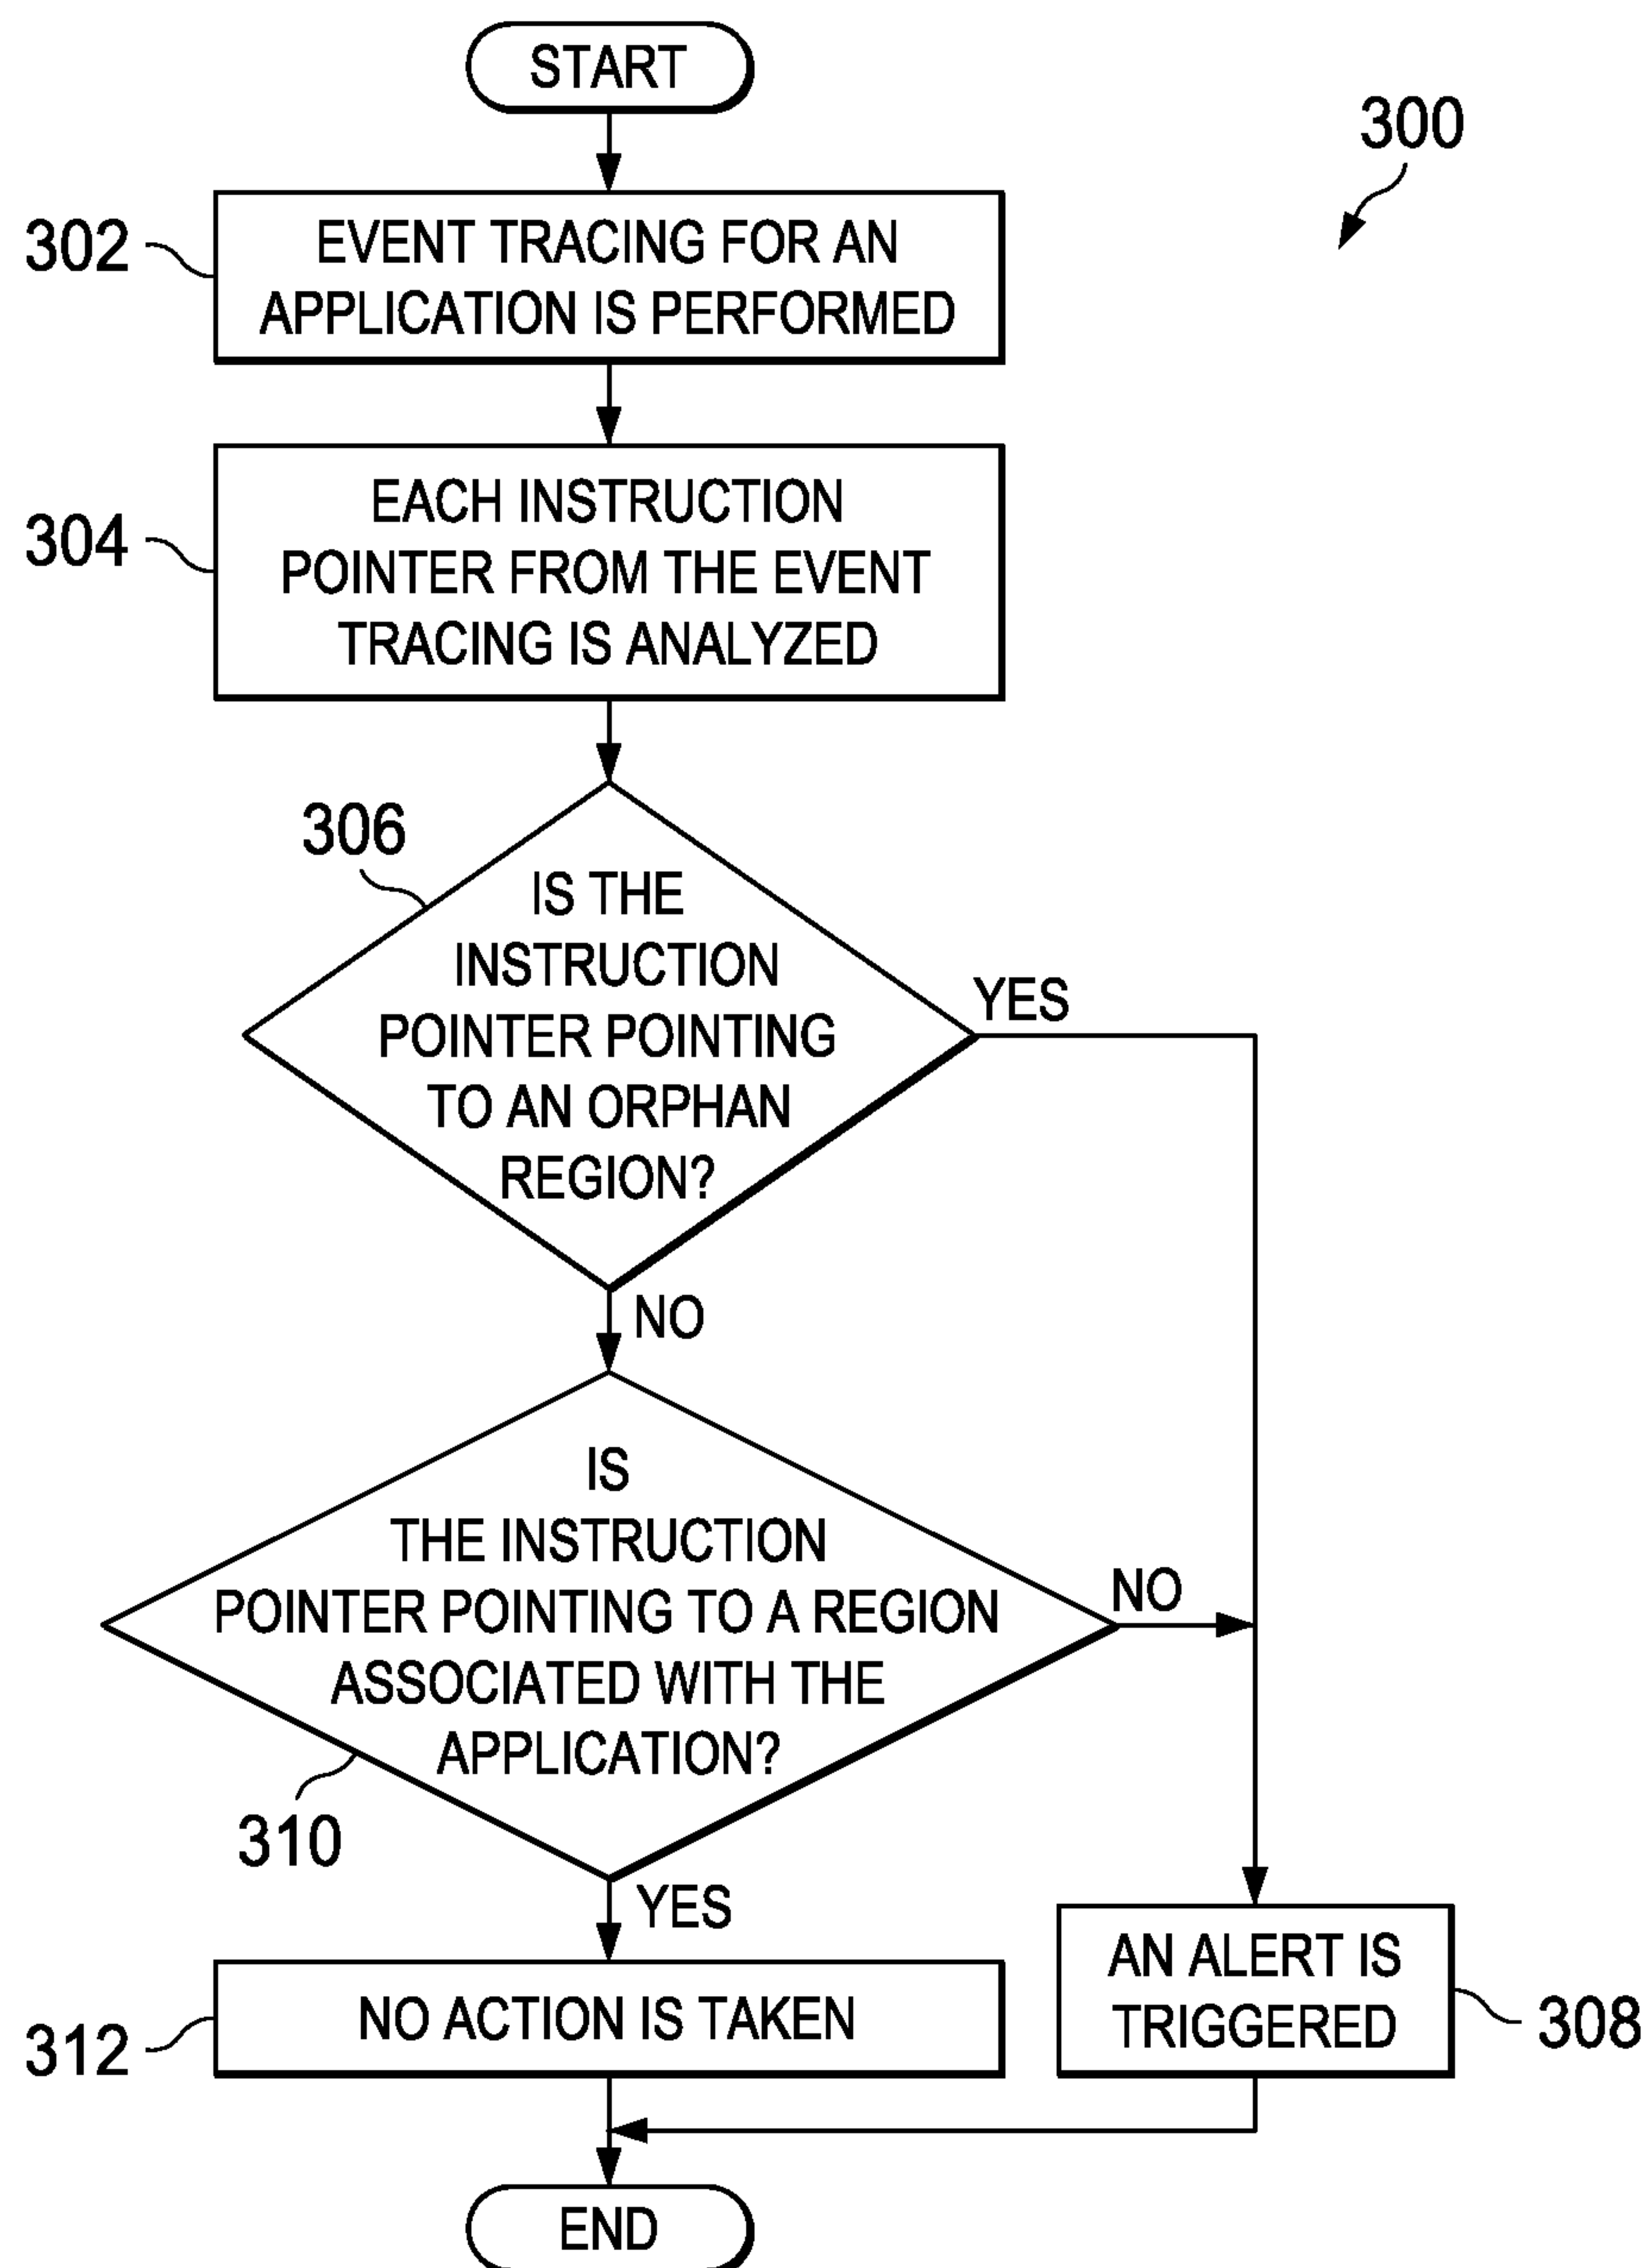 START
300
302
EVENT TRACING FOR AN
APPLICATION IS PERFORMED
304
EACH INSTRUCTION
POINTER FROM THE EVENT
TRACING IS ANALYZED
306
IS THE
INSTRUCTION
POINTER POINTING
TO AN ORPHAN
REGION?
YES
NO
IS
THE INSTRUCTION
POINTER POINTING TO A REGION
ASSOCIATED WITH THE
APPLICATION?
NO
310
YES
312
NO ACTION IS TAKEN
AN ALERT IS
TRIGGERED
308
END